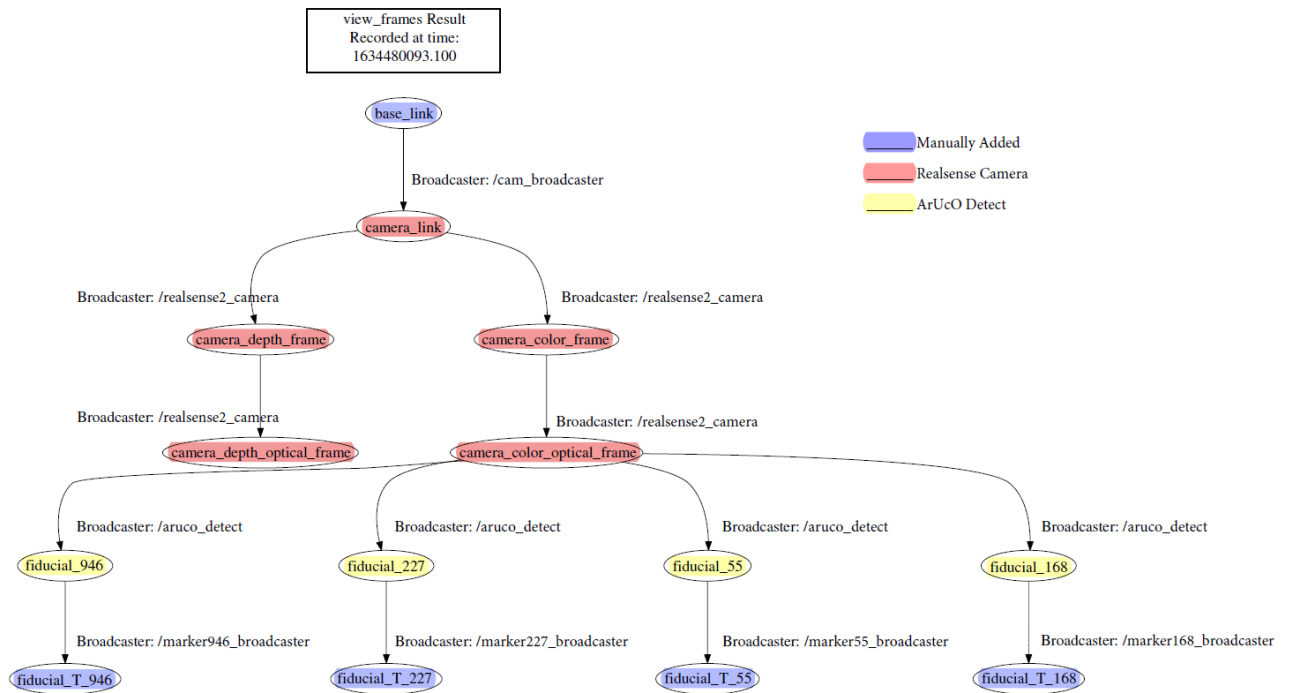 view_frames Result
Recorded at time:
1634480093.100
base_link
Manually Added
Realsense Camera
ArUcO Detect
Broadcaster: /cam_broadcaster
camera_link
Broadcaster: /realsense2_camera
Broadcaster: /realsense2_camera
camera_depth_frame
camera_color_frame
Broadcaster: /realsense2_camera
Broadcaster: /realsense2_camera
camera_depth_optical_frame
camera_color_optical_frame
Broadcaster: /aruco_detect
Broadcaster: /aruco_detect
Broadcaster: /aruco_detect
Broadcaster: /aruco_detect
fiducial_946
fiducial_227
fiducial_55
fiducial_168
Broadcaster: /marker946_broadcaster
Broadcaster: /marker227_broadcaster
Broadcaster: /marker55_broadcaster
Broadcaster: /marker168_broadcaster
fiducial_T_946
fiducial_T_227
fiducial_T_55
fiducial_T_168